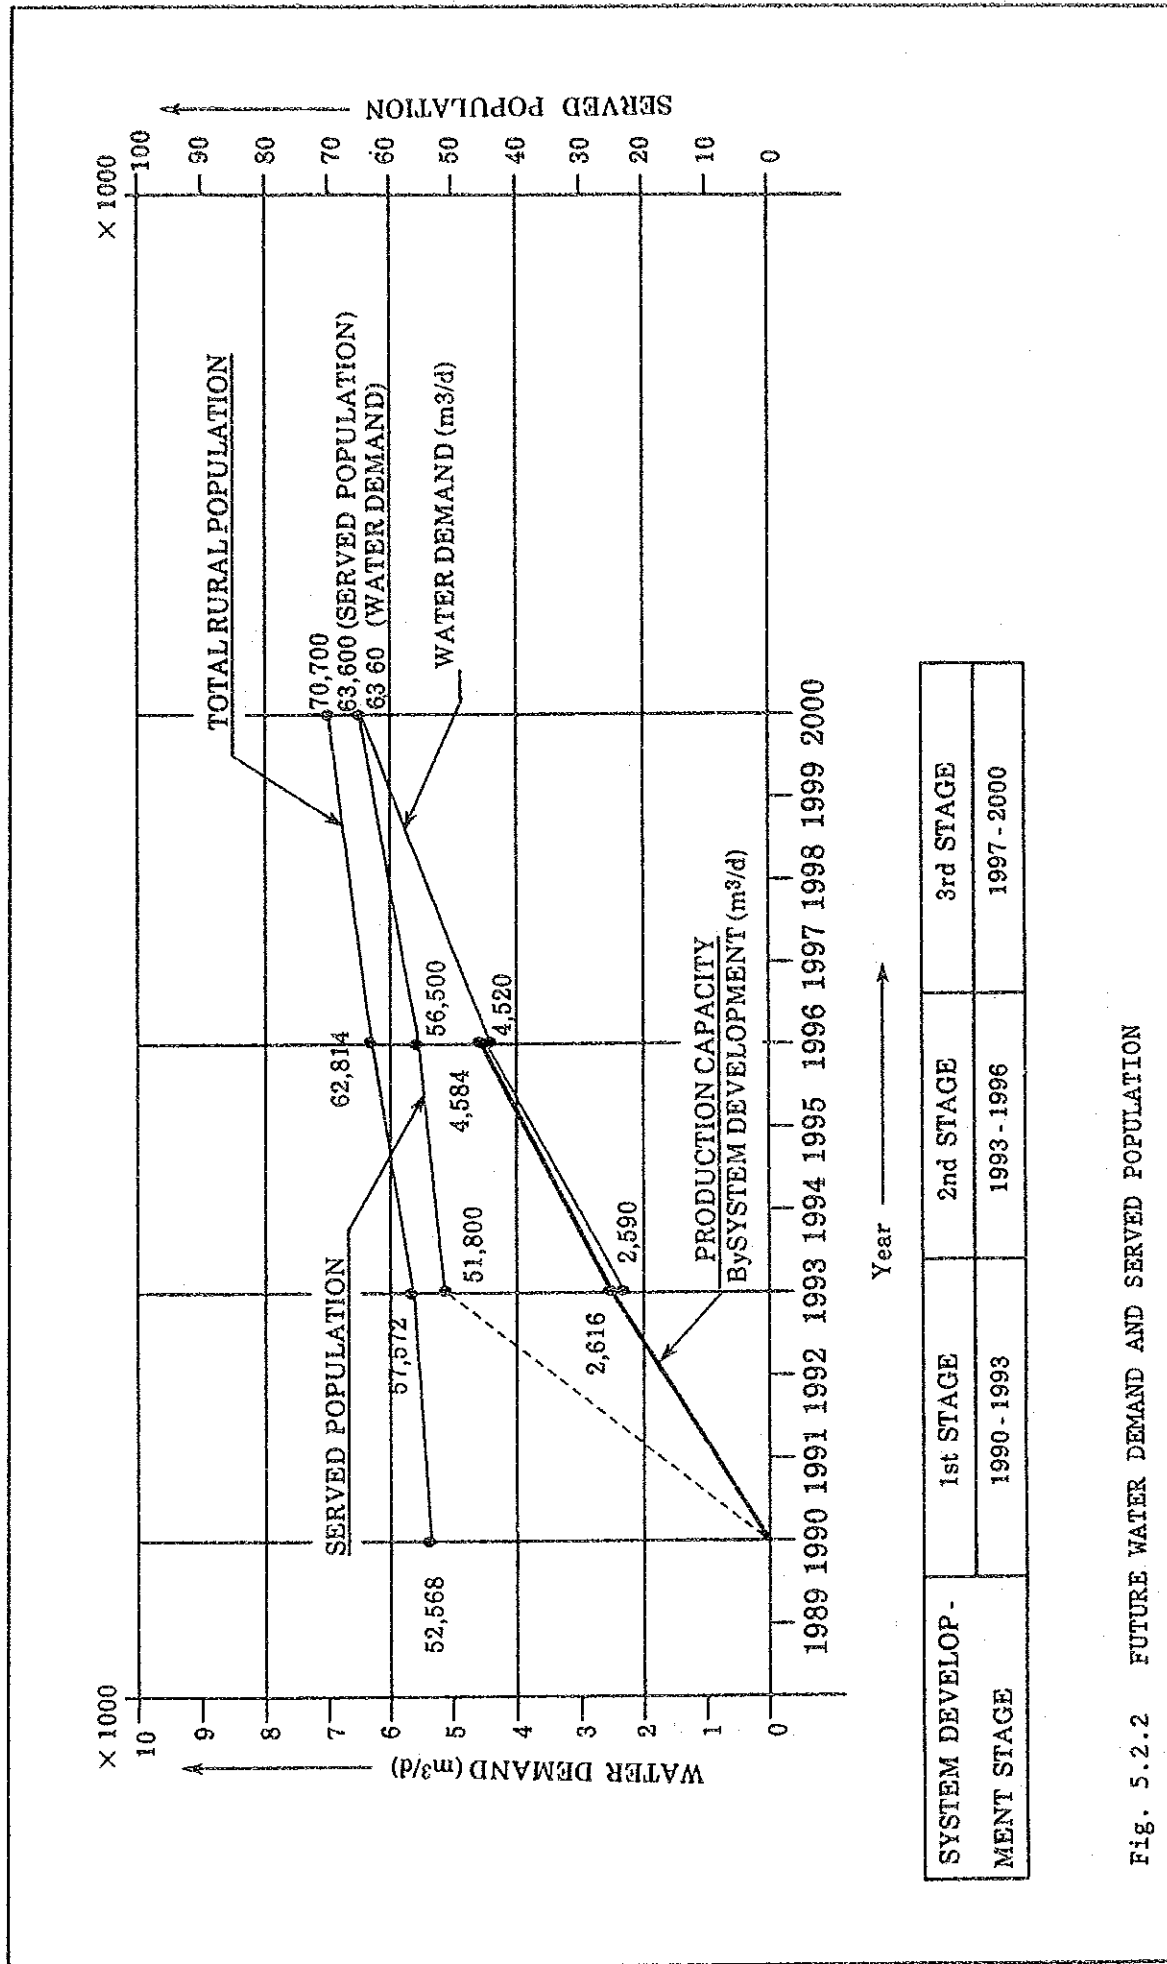 × 1000
10
9
8
7
6
5
4
3
2
1
0
WATER DEMAND (m³/d)
× 1000
100
90
80
70
60
50
40
30
20
10
0
SERVED POPULATION
TOTAL RURAL POPULATION
70,700
63,600 (SERVED POPULATION)
63 60 (WATER DEMAND)
WATER DEMAND (m3/d)
SERVED POPULATION
52,568
57,572
62,814
51,800
56,500
4,584
4,520
2,616
2,590
PRODUCTION CAPACITY
By SYSTEM DEVELOPMENT (m³/d)
1989 1990 1991 1992 1993 1994 1995 1996 1997 1998 1999 2000
Year
SYSTEM DEVELOP-
MENT STAGE
1st STAGE
2nd STAGE
3rd STAGE
1990-1993
1993-1996
1997-2000
Fig. 5.2.2 FUTURE WATER DEMAND AND SERVED POPULATION